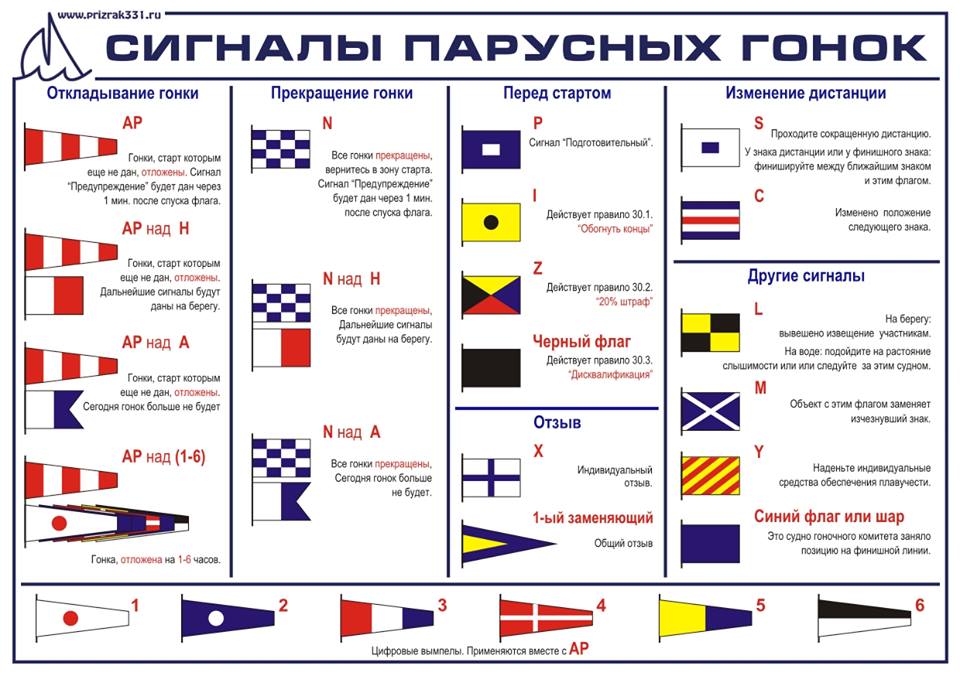 www.prizrak331.ru
СИГНАЛЫ ПАРУСНЫХ ГОНОК
Откладывание гонки
AP
Гонки, старт которым
еще не дан, отложены. Сигнал
“Предупреждение” будет дан через
1 мин. после спуска флага.
AP над H
Гонки, старт которым
еще не дан, отложены.
Дальнейшие сигналы будут
даны на берегу.
AP над A
Гонки, старт которым
еще не дан, отложены.
Сегодня гонок больше не будет
AP над (1-6)
Гонка, отложена на 1-6 часов.
Прекращение гонки
N
Все гонки прекращены,
вернитесь в зону старта.
Сигнал “Предупреждение”
будет дан через 1 мин.
после спуска флага.
N над H
Все гонки прекращены,
Дальнейшие сигналы
будут даны на берегу.
N над A
Все гонки прекращены,
Сегодня гонок больше
не будет.
Перед стартом
P
Сигнал “Подготовительный”.
I
Действует правило 30.1.
“Обогнуть концы”
Z
Действует правило 30.2.
“20% штраф”
Черный флаг
Действует правило 30.3.
“Дисквалификация”
Отзыв
X
Индивидуальный
отзыв.
1-ый заменяющий
Общий отзыв
Изменение дистанции
S
Проходите сокращенную дистанцию.
У знака дистанции или у финишного знака:
финишируйте между ближайшим знаком
и этим флагом.
C
Изменено положение
следующего знака.
Другие сигналы
L
На берегу:
вывешено извещение участникам.
На воде: подойдите на растояние
слышимости или или следуйте за этим судном.
M
Объект с этим флагом заменяет
изчезнувший знак.
Y
Наденьте индивидуальные
средства обеспечения плавучести.
Синий флаг или шар
Это судно гоночного комитета заняло
позицию на финишной линии.
1 2 3 4 5 6
Цифровые вымпелы. Применяются вместе с AP